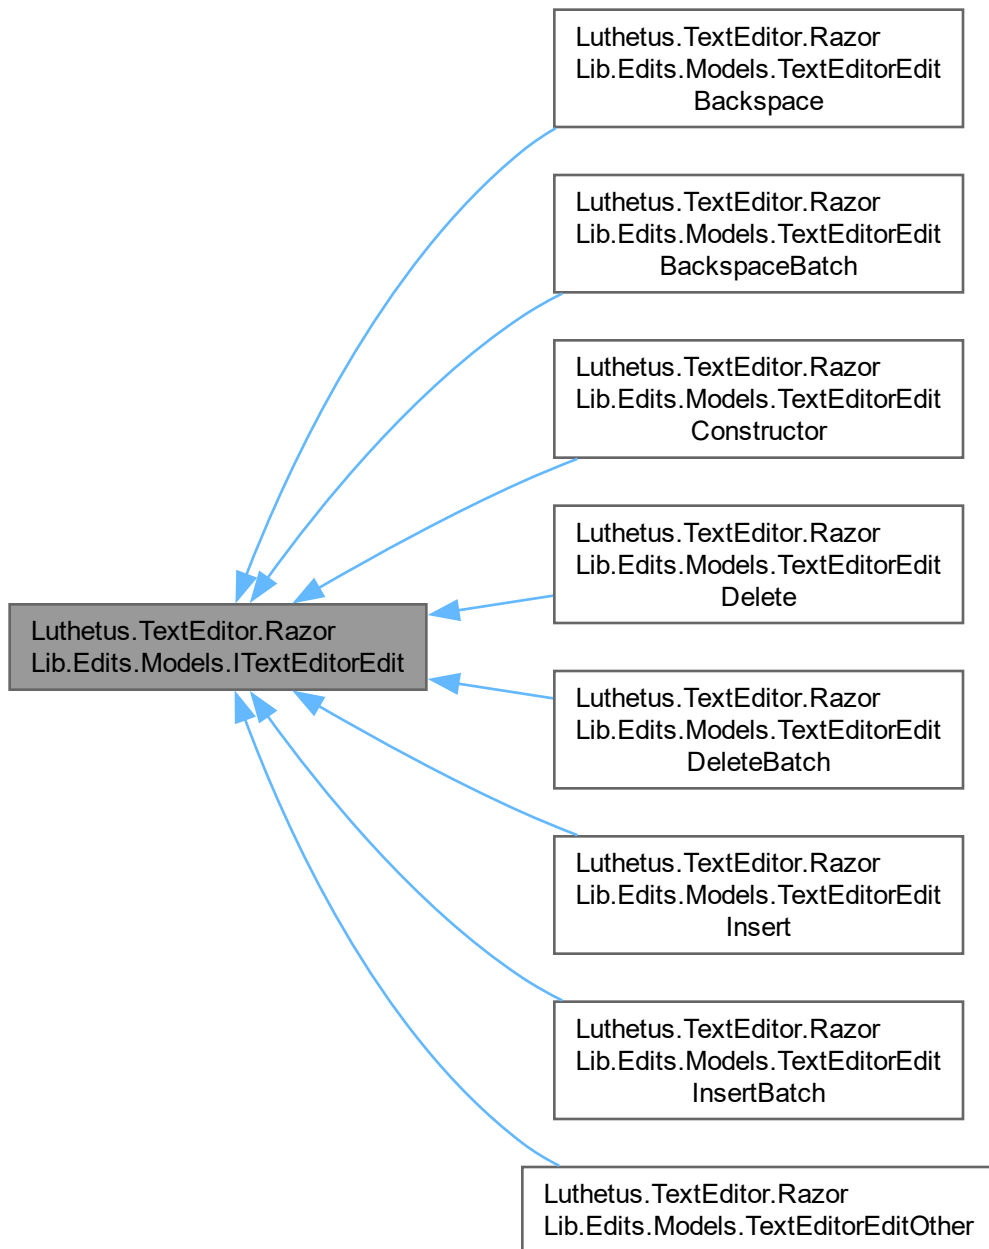 Luthetus.TextEditor.Razor
Lib.Edits.Models.TextEditorEdit
Backspace
Luthetus.TextEditor.Razor
Lib.Edits.Models.TextEditorEdit
BackspaceBatch
Luthetus.TextEditor.Razor
Lib.Edits.Models.TextEditorEdit
Constructor
Luthetus.TextEditor.Razor
Lib.Edits.Models.TextEditorEdit
Delete
Luthetus.TextEditor.Razor
Lib.Edits.Models.ITextEditorEdit
Luthetus.TextEditor.Razor
Lib.Edits.Models.TextEditorEdit
DeleteBatch
Luthetus.TextEditor.Razor
Lib.Edits.Models.TextEditorEdit
Insert
Luthetus.TextEditor.Razor
Lib.Edits.Models.TextEditorEdit
InsertBatch
Luthetus.TextEditor.Razor
Lib.Edits.Models.TextEditorEditOther